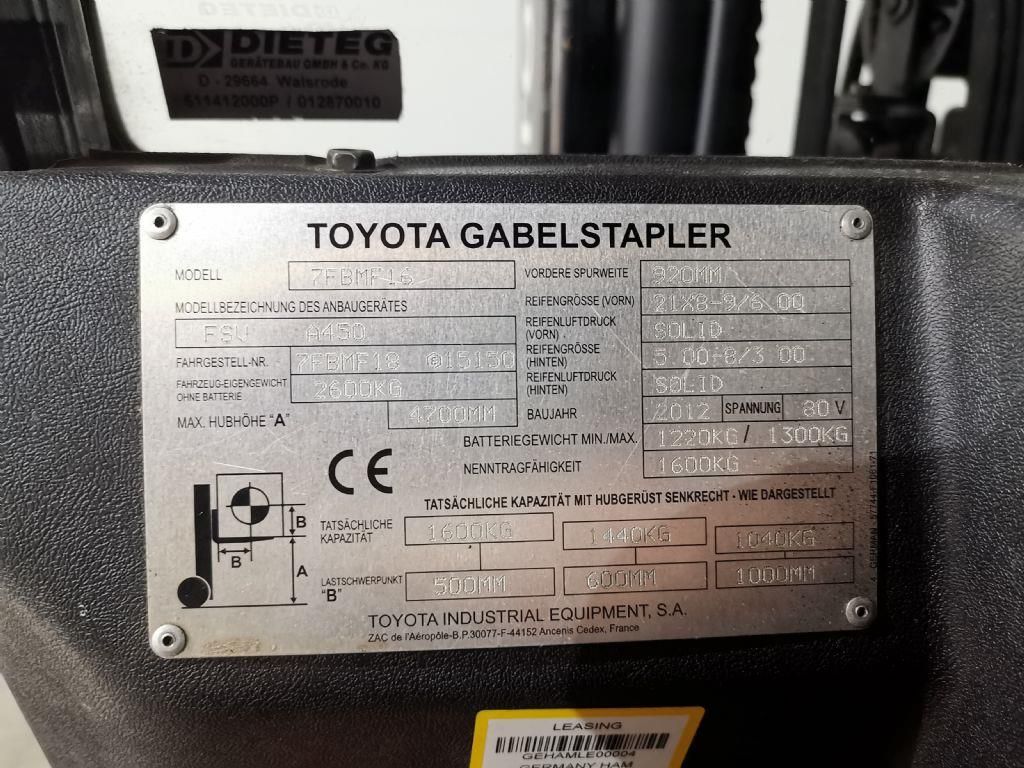 DIETEG
DIETEG
GERÄTEBAU GMBH & Co. KG
D - 29664 Walsrode
511412000P / 012870010
TOYOTA GABELSTAPLER
MODELL 7FBMF16 VORDERE SPURWEITE 920MM
MODELLBEZEICHNUNG DES ANBAUGERÄTES REIFENGRÖSSE (VORN) 21X8-9/6.00
FSV A450 REIFENLUFTDRUCK (VORN) SOLID
FAHRGESTELL-NR. 7FBMF18 15150 REIFENGRÖSSE (HINTEN) 5.00-8/3.00
FAHRZEUG-EIGENGEWICHT OHNE BATTERIE 2600KG REIFENLUFTDRUCK (HINTEN) SOLID
MAX. HUBHÖHE "A" 4700MM BAUJAHR 2012 SPANNUNG 80 V
BATTERIEGEWICHT MIN./MAX. 1220KG / 1300KG
CE NENNTRAGFÄHIGKEIT 1600KG
TATSÄCHLICHE KAPAZITÄT MIT HUBGERÜST SENKRECHT - WIE DARGESTELLT
B B A
TATSÄCHLICHE KAPAZITÄT 1600KG 1440KG 1040KG
LASTSCHWERPUNKT "B" 500MM 600MM 1000MM
TOYOTA INDUSTRIAL EQUIPMENT, S.A.
ZAC de l'Aéropôle-B.P.30077-F-44152 Ancenis Cedex, France
LEASING
GEHAMLE00004
GERMANY HAM